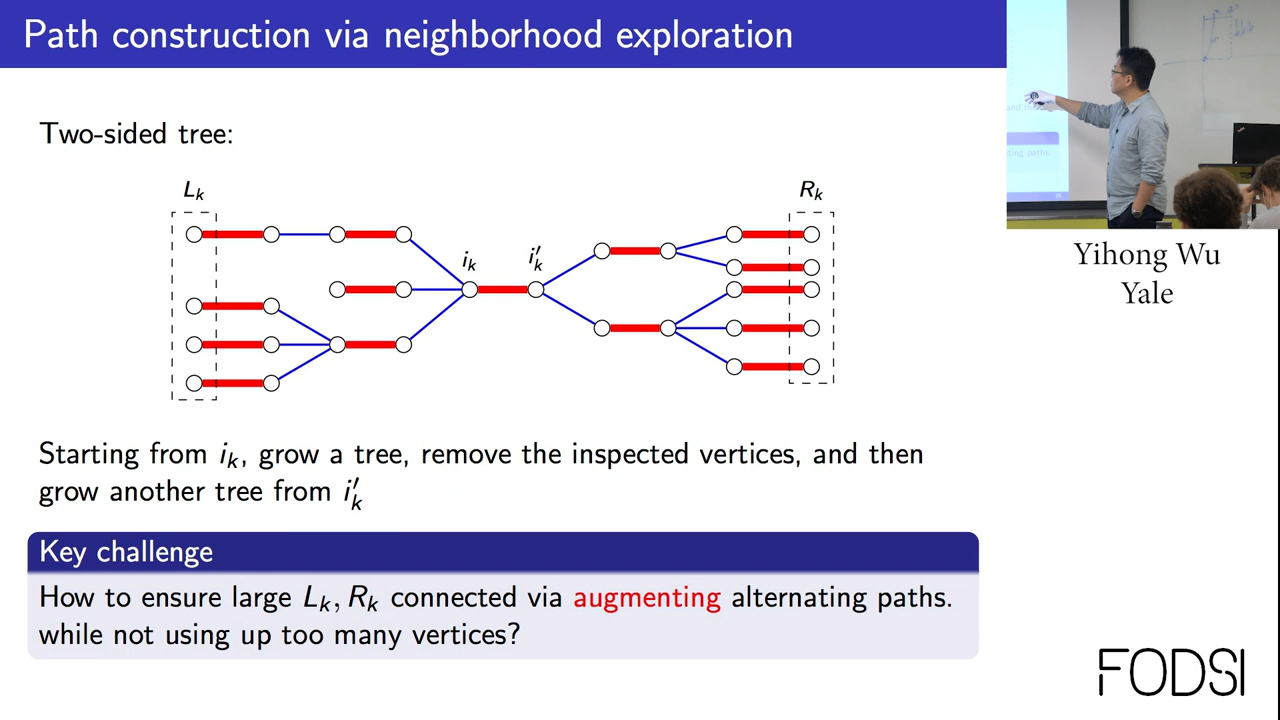 Path construction via neighborhood exploration
Two-sided tree:
L_k
R_k
i_k
i'_k
Starting from i_k, grow a tree, remove the inspected vertices, and then
grow another tree from i'_k
Key challenge
How to ensure large L_k, R_k connected via augmenting alternating paths.
while not using up too many vertices?
Yihong Wu
Yale
FODSI